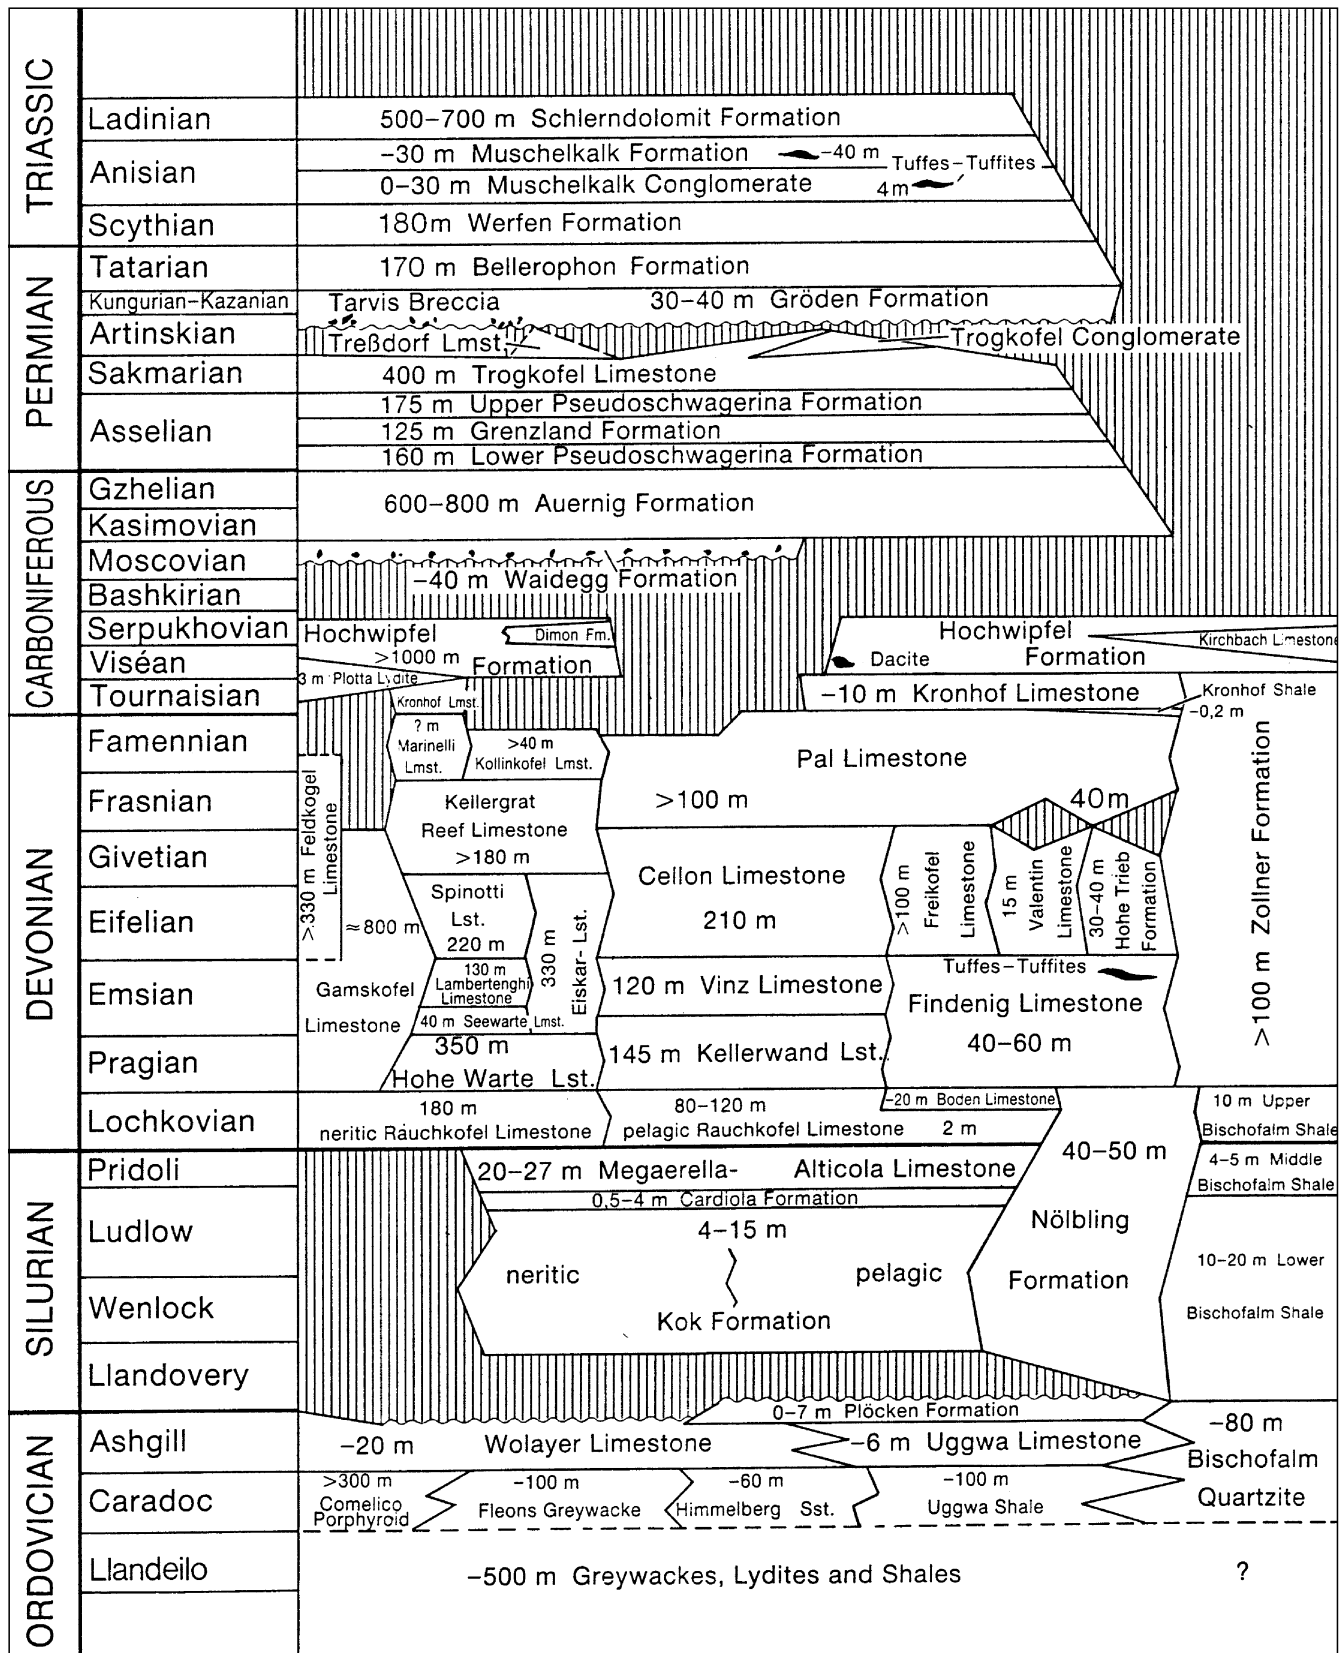 TRIASSIC
Ladinian
500–700 m Schlerndolomit Formation
Anisian
–30 m Muschelkalk Formation
–40 m
Tuffes–Tuffites
0–30 m Muschelkalk Conglomerate
4m
Scythian
180m Werfen Formation
PERMIAN
Tatarian
170 m Bellerophon Formation
Kungurian–Kazanian
Tarvis Breccia
30–40 m Gröden Formation
Artinskian
Treßdorf Lmst.
Trogkofel Conglomerate
Sakmarian
400 m Trogkofel Limestone
Asselian
175 m Upper Pseudoschwagerina Formation
125 m Grenzland Formation
160 m Lower Pseudoschwagerina Formation
CARBONIFEROUS
Gzhelian
600–800 m Auernig Formation
Kasimovian
Moscovian
–40 m Waidegg Formation
Bashkirian
Serpukhovian
Hochwipfel
Dimon Fm.
>1000 m
Formation
Hochwipfel
Formation
Kirchbach Limestone
Viséan
Dacite
3 m Plotta Lydite
Tournaisian
Kronhof Lmst.
–10 m Kronhof Limestone
Kronhof Shale
–0,2 m
DEVONIAN
Famennian
? m
Marinelli
Lmst.
>40 m
Kollinkofel Lmst.
Pal Limestone
>100 m
40m
Frasnian
>330 m Feldkogel
Limestone
Kellergrat
Reef Limestone
>180 m
Givetian
Cellon Limestone
210 m
>100 m
Freikofel
Limestone
15 m
Valentin
Limestone
30–40 m
Hohe Trieb
Formation
>100 m Zollner Formation
Eifelian
≈800 m
Spinotti
Lst.
220 m
330 m
Eiskar-Lst.
Emsian
Gamskofel
Limestone
130 m
Lambertenghi
Limestone
40 m Seewarte Lmst.
120 m Vinz Limestone
Tuffes–Tuffites
Findenig Limestone
40–60 m
Pragian
350 m
Hohe Warte Lst.
145 m Kellerwand Lst.
Lochkovian
180 m
neritic Rauchkofel Limestone
80–120 m
pelagic Rauchkofel Limestone
–20 m Boden Limestone
2 m
10 m Upper
Bischofalm Shale
SILURIAN
Pridoli
20–27 m Megaerella-
Alticola Limestone
40–50 m
Nölbling
Formation
4–5 m Middle
Bischofalm Shale
0,5–4 m Cardiola Formation
Ludlow
4–15 m
neritic
pelagic
Kok Formation
10–20 m Lower
Bischofalm Shale
Wenlock
Llandovery
ORDOVICIAN
0–7 m Plöcken Formation
Ashgill
–20 m
Wolayer Limestone
–6 m Uggwa Limestone
–80 m
Bischofalm
Quartzite
Caradoc
>300 m
Comelico
Porphyroid
–100 m
Fleons Greywacke
–60 m
Himmelberg Sst.
–100 m
Uggwa Shale
Llandeilo
–500 m Greywackes, Lydites and Shales
?